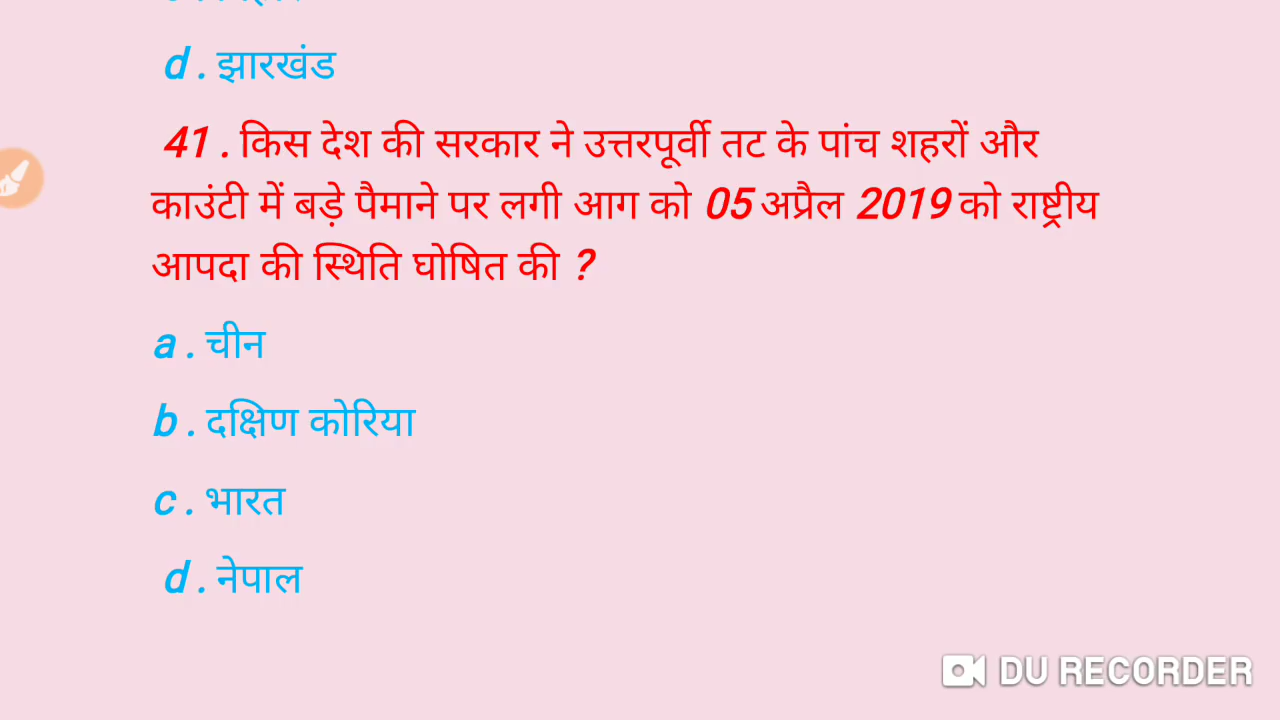 d . झारखंड
41 . किस देश की सरकार ने उत्तरपूर्वी तट के पांच शहरों और
काउंटी में बड़े पैमाने पर लगी आग को 05 अप्रैल 2019 को राष्ट्रीय
आपदा की स्थिति घोषित की ?
a . चीन
b . दक्षिण कोरिया
c . भारत
d . नेपाल
DU RECORDER